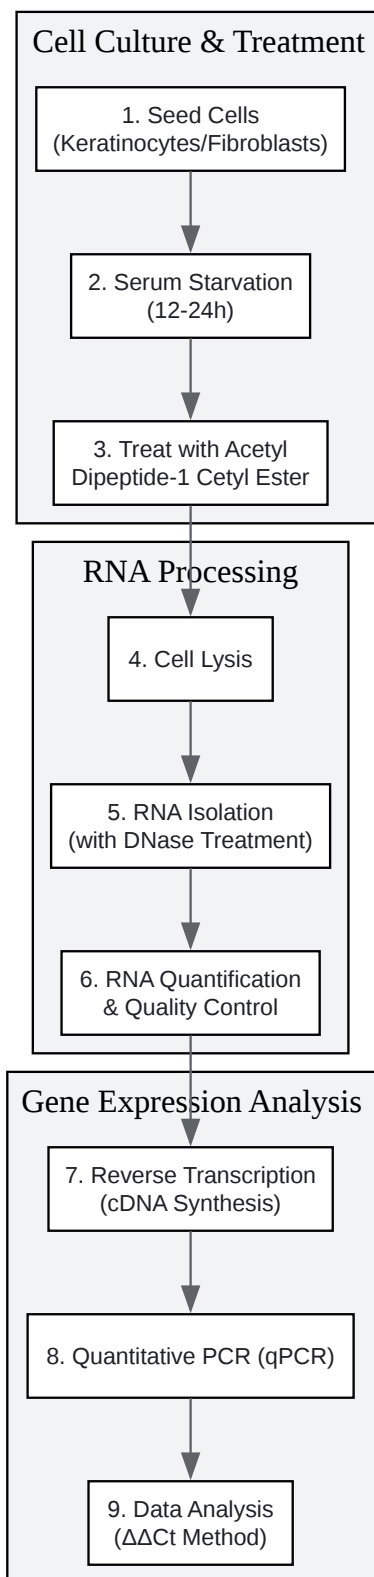 Cell Culture & Treatment
1. Seed Cells
(Keratinocytes/Fibroblasts)
2. Serum Starvation
(12-24h)
3. Treat with Acetyl
Dipeptide-1 Cetyl Ester
RNA Processing
4. Cell Lysis
5. RNA Isolation
(with DNase Treatment)
6. RNA Quantification
& Quality Control
Gene Expression Analysis
7. Reverse Transcription
(cDNA Synthesis)
8. Quantitative PCR (qPCR)
9. Data Analysis
(ΔΔCt Method)